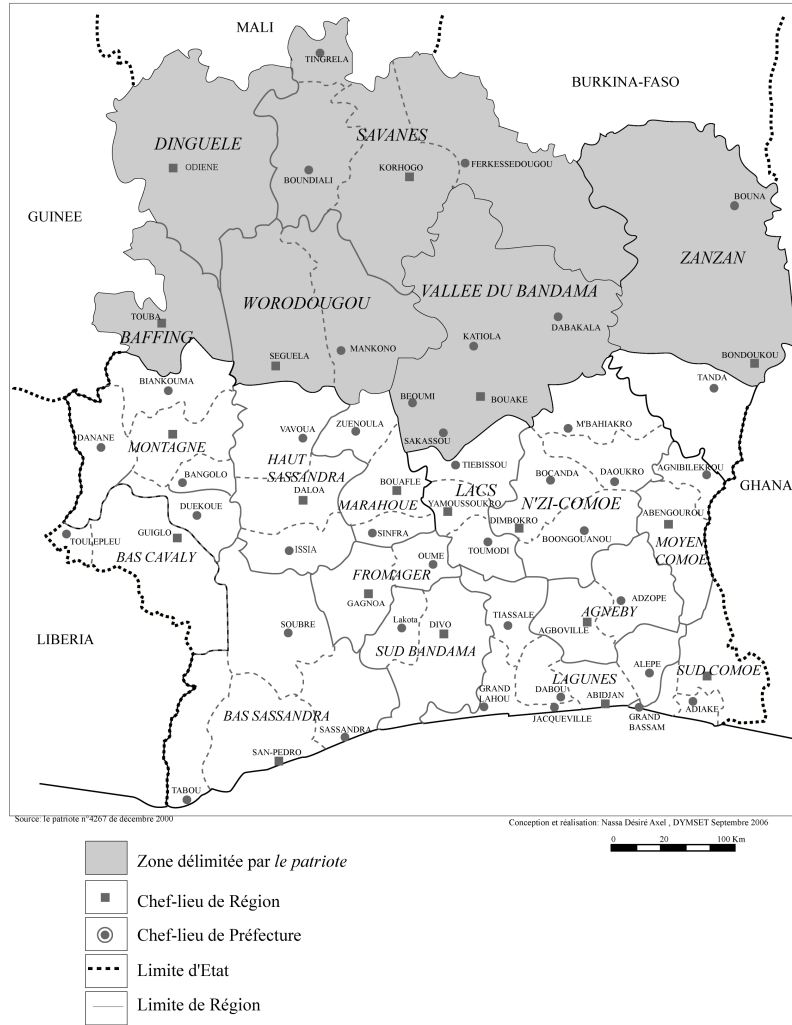 MALI
TINGRELA
BURKINA-FASO
SAVANES
DINGUELE
ODIENE
BOUNDIALI
KORHOGO
FERKESSEDOUGOU
BOUNA
GUINEE
ZANZAN
WORODOUGOU
VALLEE DU BANDAMA
TOUBA
BAFFING
DABAKALA
KATIOLA
MANKONO
SEGUELA
BONDOUKOU
BIANKOUMA
TANDA
BEOUMI
BOUAKE
DANANE
MONTAGNE
VAVOUA
ZUENOULA
SAKASSOU
M'BAHIAKRO
HAUT
SASSANDRA
TIEBISSOU
BANGOLO
BOUAFLE
BOCANDA
DAOUKRO
AGNIBILEKROU
GHANA
DALOA
MARAHOUE
LACS
YAMOUSSOUKRO
N'ZI-COMOE
ABENGOUROU
DUEKOUE
DIMBOKRO
TOULEPLEU
GUIGLO
BAS CAVALY
SINFRA
TOUMODI
BOONGOUANOU
MOYEN
COMOE
ISSIA
OUME
FROMAGER
GAGNOA
ADZOPE
AGNEBY
LIBERIA
SOUBRE
Lakota
DIVO
TIASSALE
AGBOVILLE
SUD BANDAMA
ALEPE
SUD COMOE
LAGUNES
GRAND
LAHOU
DABOU
ABIDJAN
JACQUEVILLE
GRAND
BASSAM
ADIAKE
BAS SASSANDRA
SASSANDRA
SAN-PEDRO
TABOU
Source: le patriote n°4267 de décembre 2000
Conception et réalisation: Nassa Désiré Axel , DYMSET Septembre 2006
0 20 100 Km
Zone délimitée par le patriote
Chef-lieu de Région
Chef-lieu de Préfecture
Limite d'Etat
Limite de Région